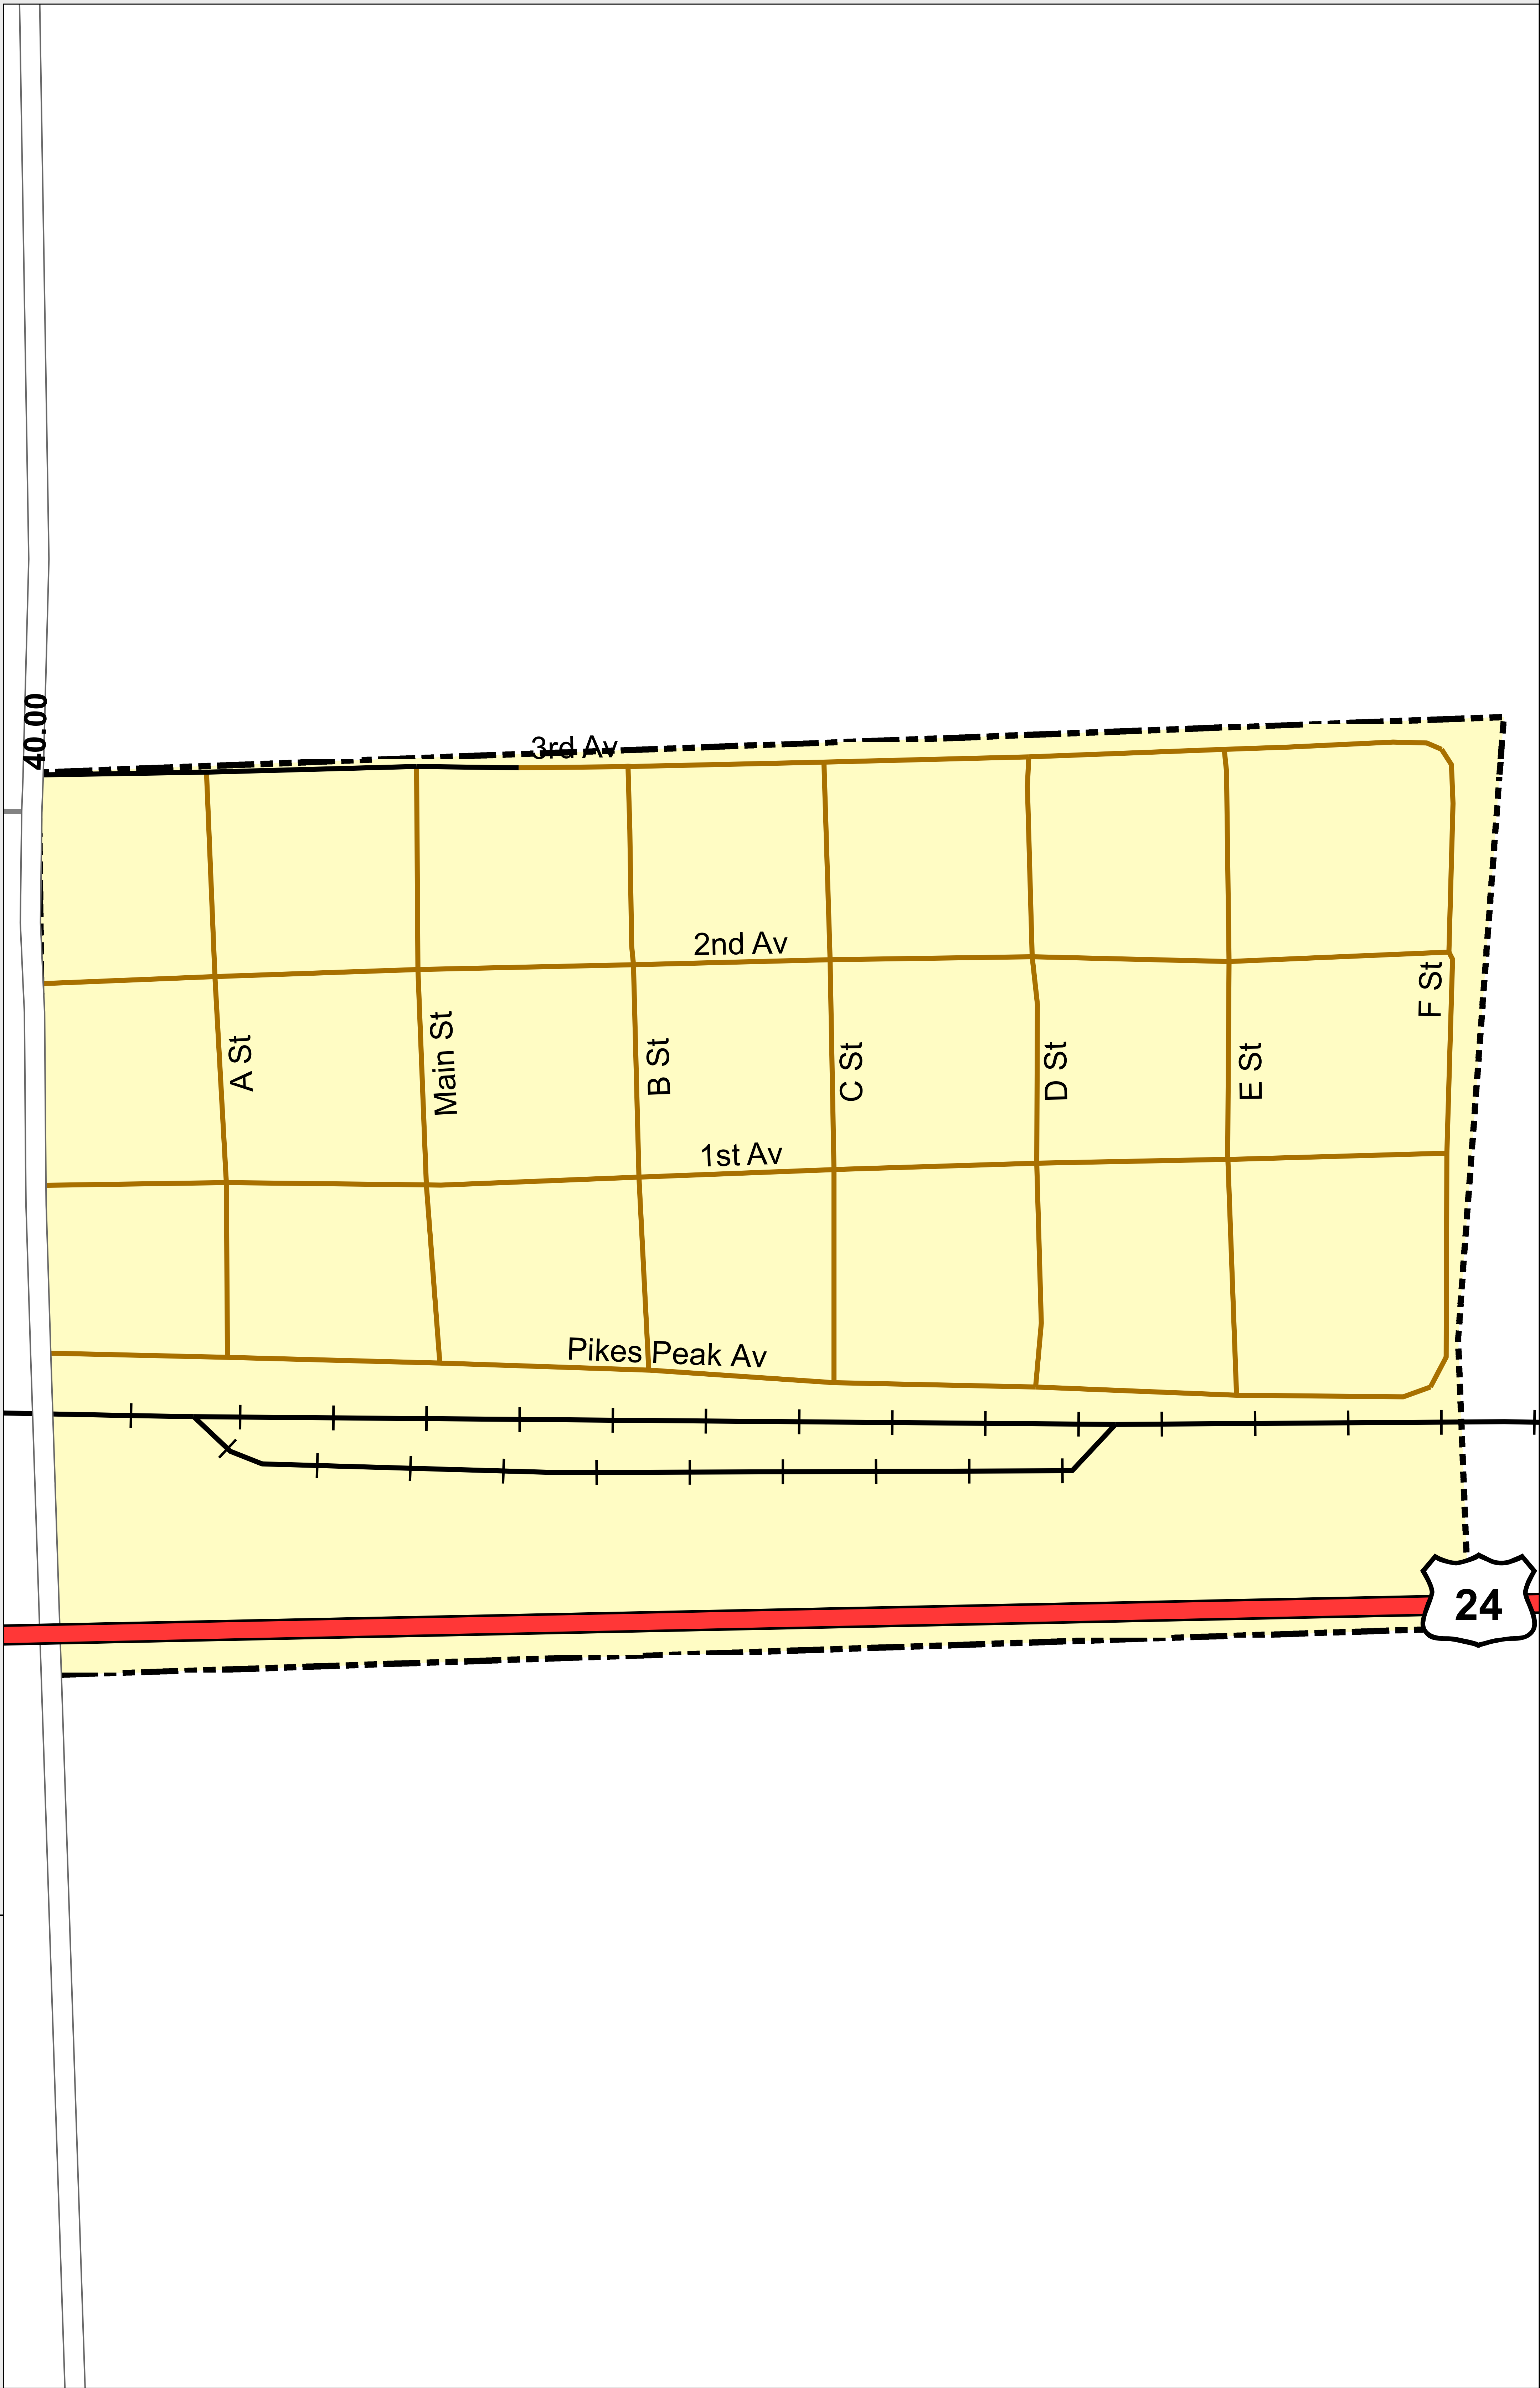 40.00
3rd Av
2nd Av
F St
A St
Main St
B St
C St
D St
E St
1st Av
Pikes Peak Av
24